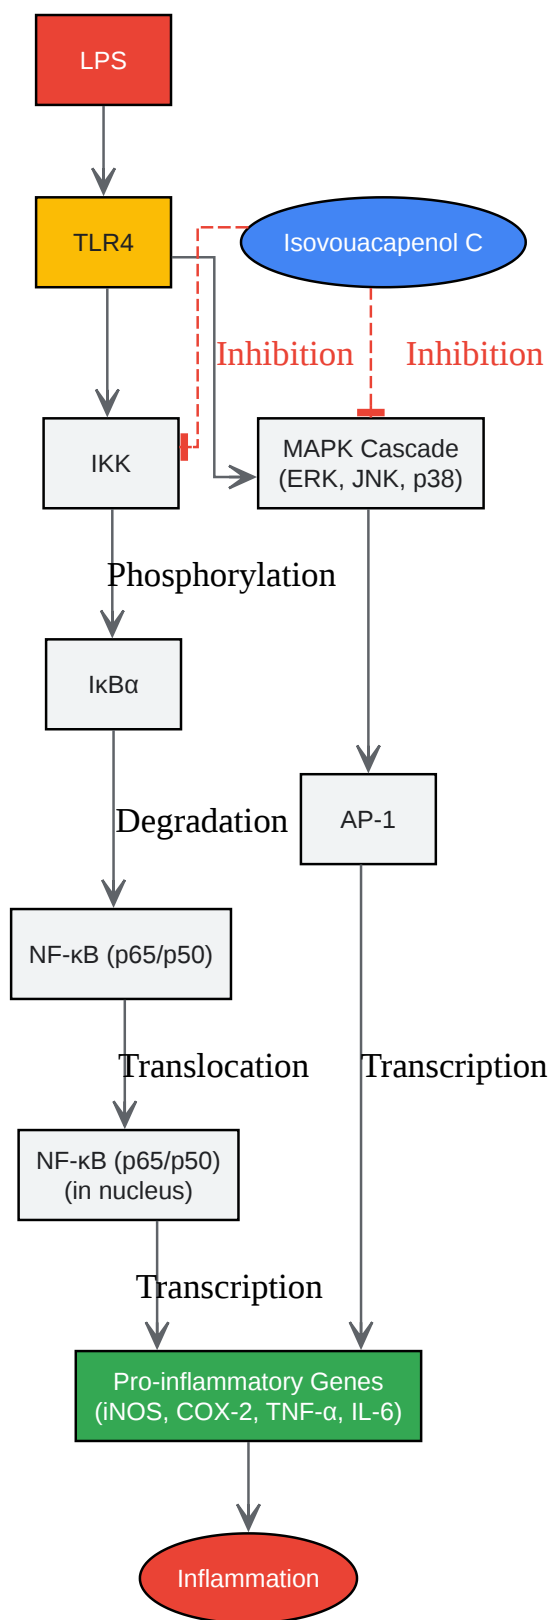 LPS
TLR4
Isovouacapenol C
Inhibition
Inhibition
IKK
MAPK Cascade
(ERK, JNK, p38)
Phosphorylation
IκBα
Degradation
AP-1
NF-κB (p65/p50)
Translocation
Transcription
NF-κB (p65/p50)
(in nucleus)
Transcription
Pro-inflammatory Genes
(iNOS, COX-2, TNF-α, IL-6)
Inflammation